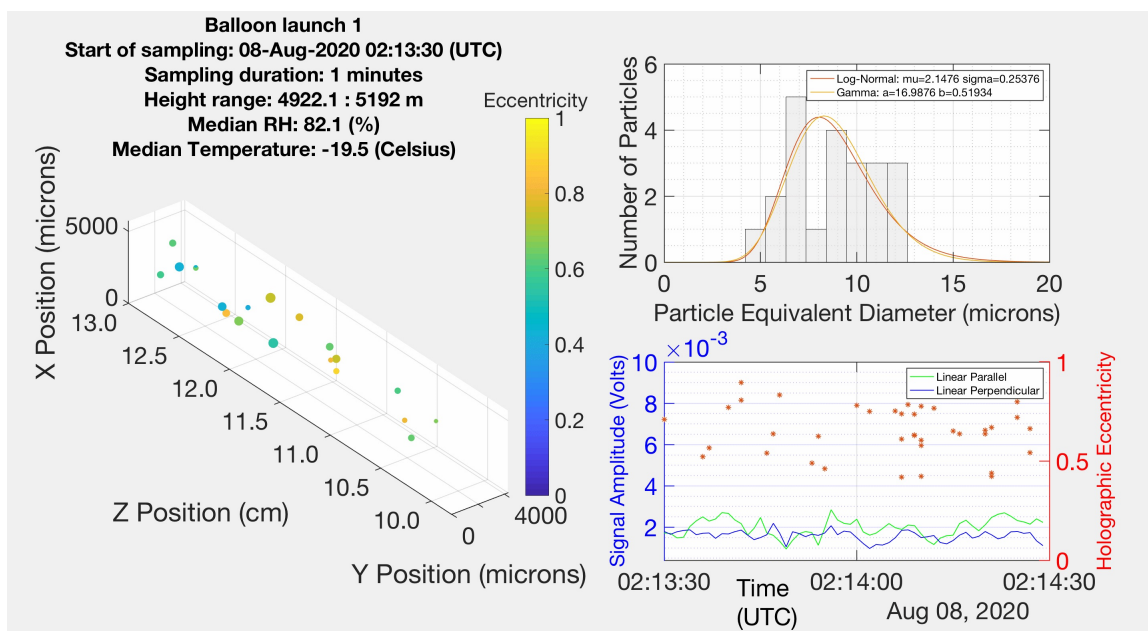 Balloon launch 1
Start of sampling: 08-Aug-2020 02:13:30 (UTC)
Sampling duration: 1 minutes
Height range: 4922.1 : 5192 m
Median RH: 82.1 (%)
Median Temperature: -19.5 (Celsius)
Eccentricity
1
0.8
0.6
0.4
0.2
0
X Position (microns)
5000
0
13.0
12.5
12.0
11.5
11.0
10.5
10.0
Z Position (cm)
0
4000
Y Position (microns)
Number of Particles
6
4
2
0
Log-Normal: mu=2.1476 sigma=0.25376
Gamma: a=16.9876 b=0.51934
0 5 10 15 20
Particle Equivalent Diameter (microns)
×10⁻³
Signal Amplitude (Volts)
10
8
6
4
2
Linear Parallel
Linear Perpendicular
1
0.5
0
Holographic Eccentricity
02:13:30 02:14:00 02:14:30
Time
(UTC)
Aug 08, 2020